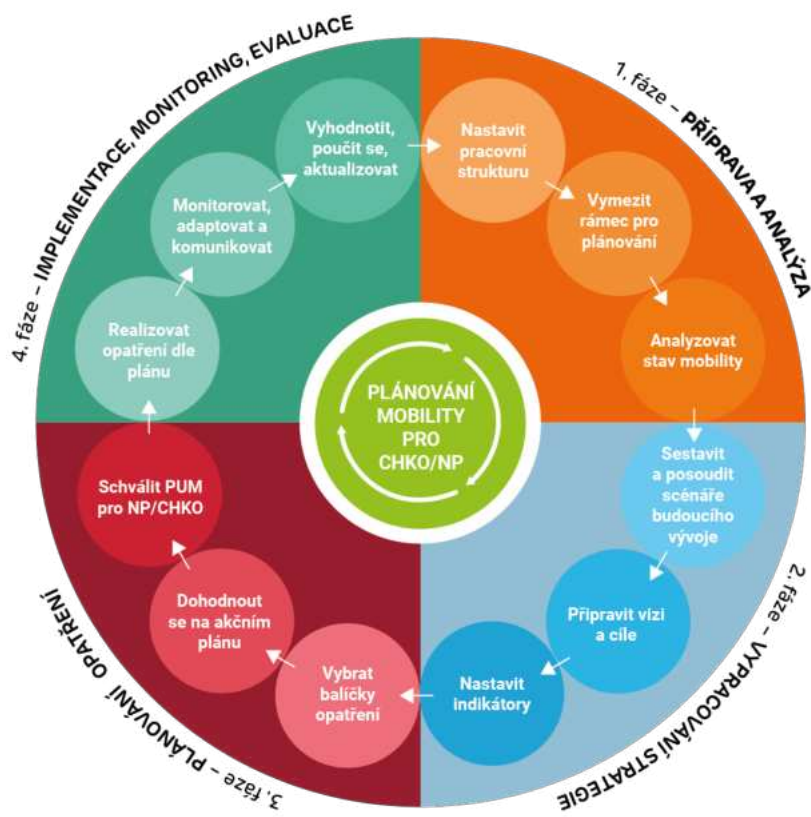 1. fáze – PŘÍPRAVA A ANALÝZA
Nastavit
pracovní
strukturu
Vymezit
rámec pro
plánování
Analyzovat
stav mobility
2. fáze – VYPRACOVÁNÍ STRATEGIE
Sestavit
a posoudit
scénáře
budoucího
vývoje
Připravit vizi
a cíle
Nastavit
indikátory
3. fáze – PLÁNOVÁNÍ OPATŘENÍ
Vybrat
balíčky
opatření
Dohodnout
se na akčním
plánu
Schválit PUM
pro NP/CHKO
4. fáze – IMPLEMENTACE, MONITORING, EVALUACE
Realizovat
opatření dle
plánu
Monitorovat,
adaptovat a
komunikovat
Vyhodnotit,
poučit se,
aktualizovat
PLÁNOVÁNÍ
MOBILITY
PRO
CHKO/NP